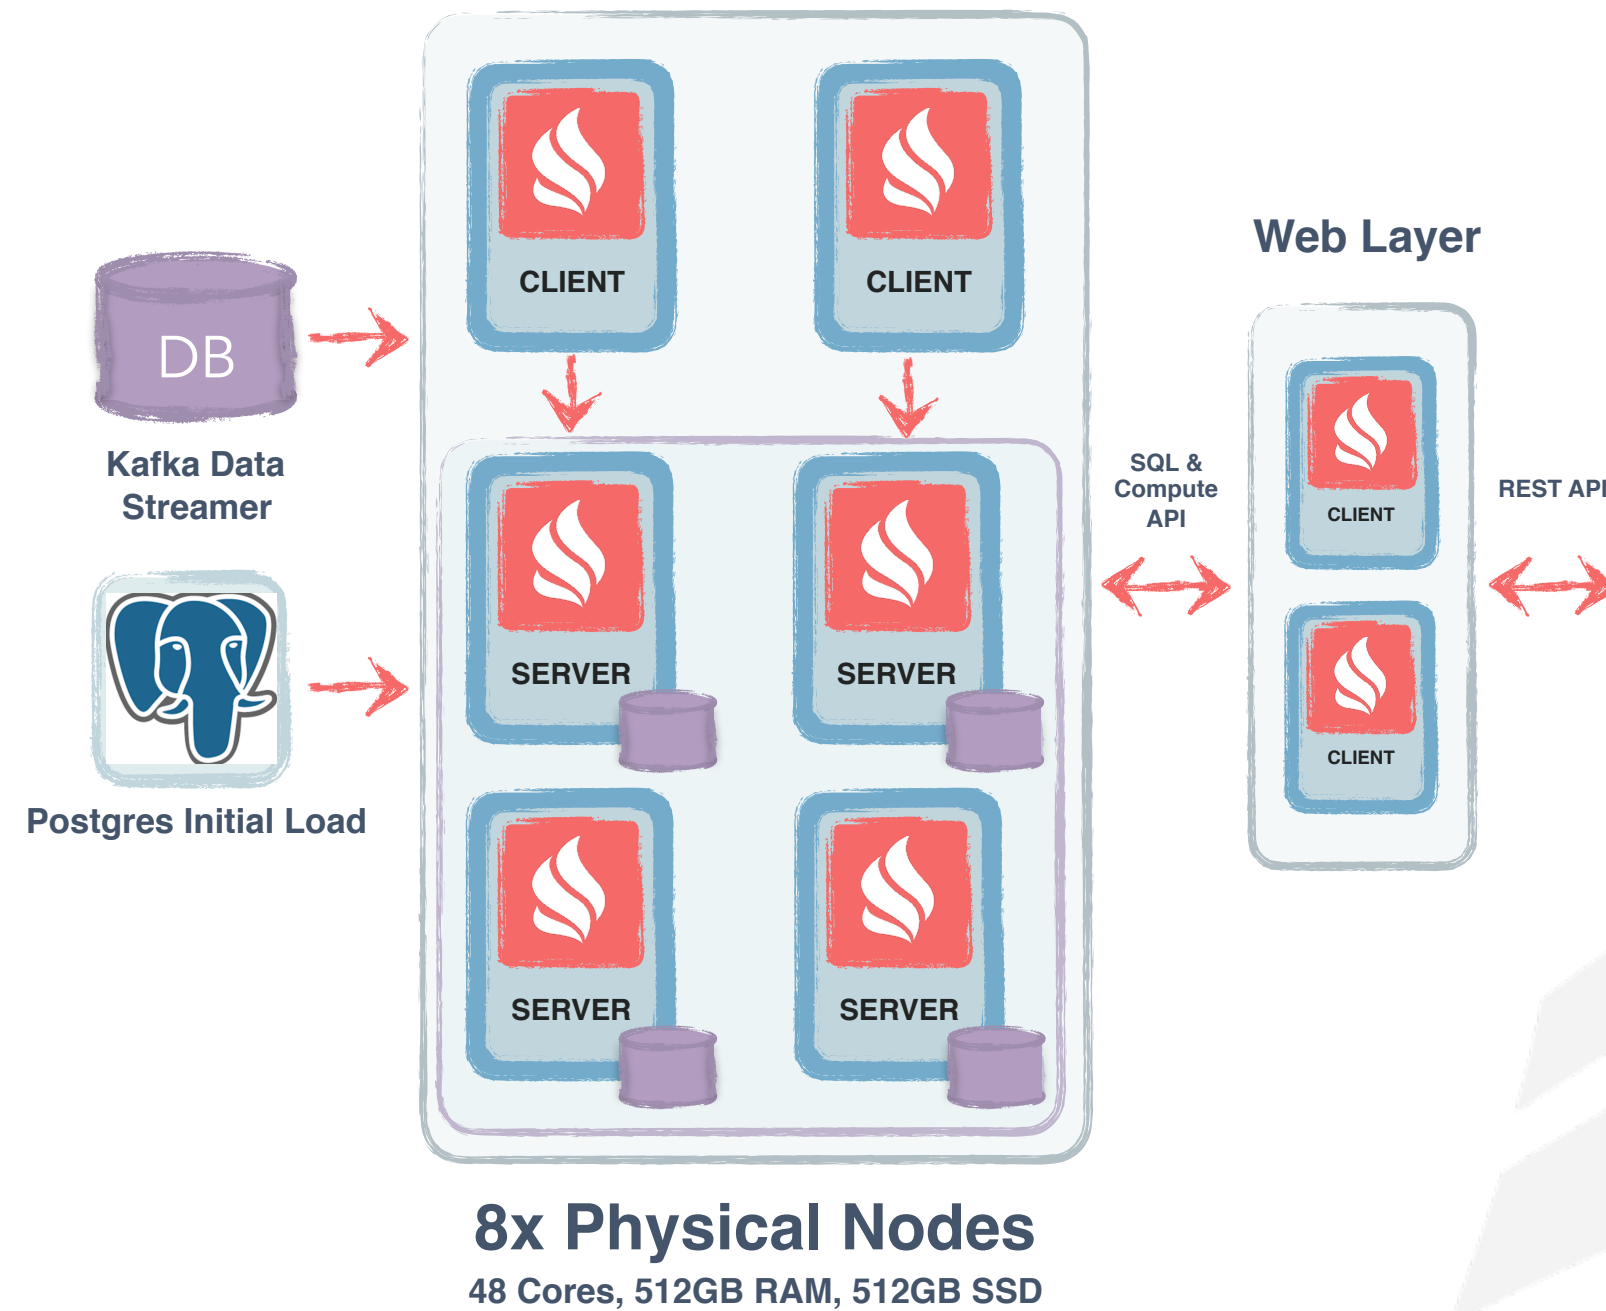 CLIENT
CLIENT
Web Layer
DB
Kafka Data
Streamer
SQL &
Compute
API
CLIENT
REST API
SERVER
SERVER
CLIENT
Postgres Initial Load
SERVER
SERVER
8x Physical Nodes
48 Cores, 512GB RAM, 512GB SSD